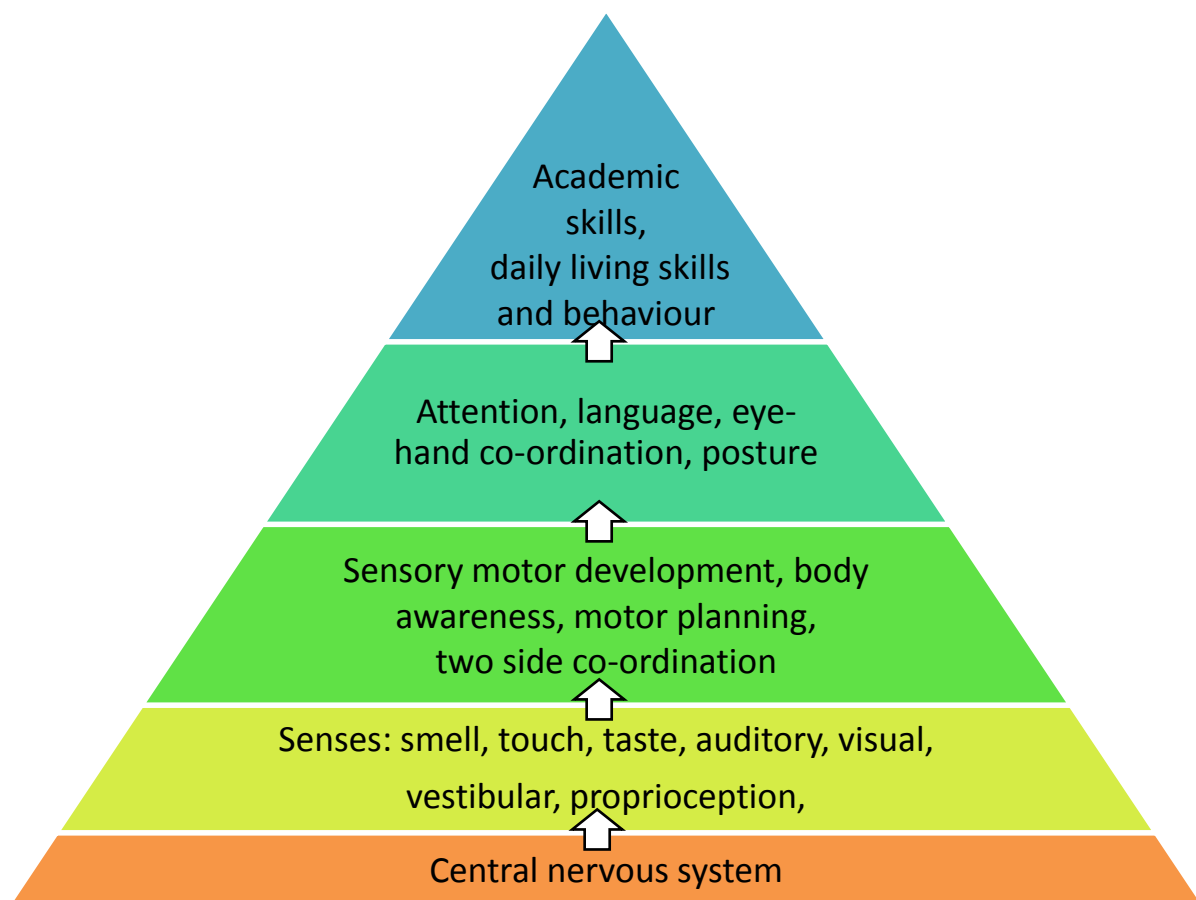 Academic
skills,
daily living skills
and behaviour
Attention, language, eye-
hand co-ordination, posture
Sensory motor development, body
awareness, motor planning,
two side co-ordination
Senses: smell, touch, taste, auditory, visual,
vestibular, proprioception,
Central nervous system